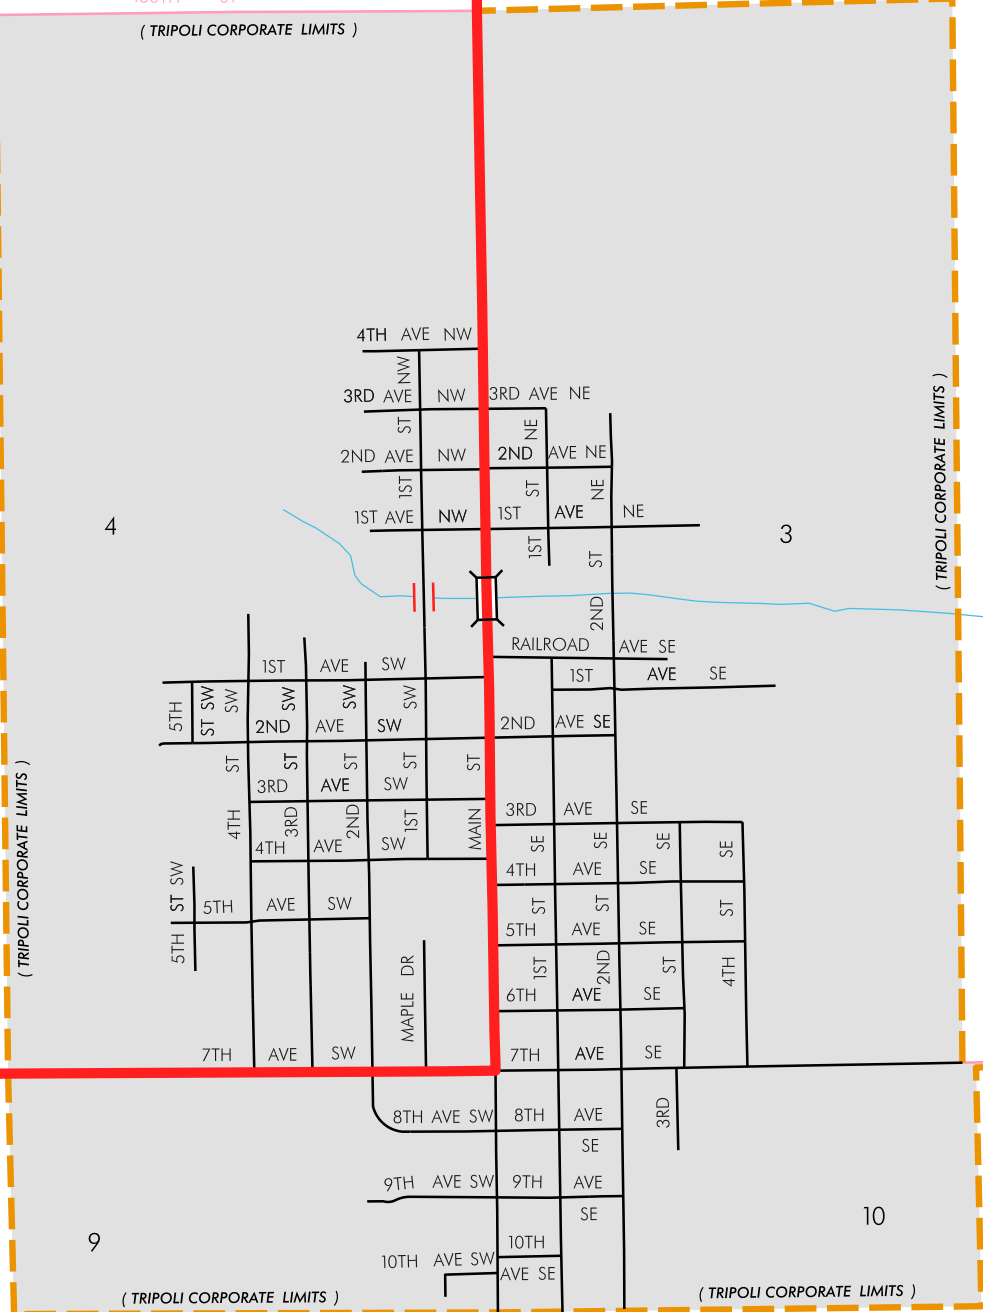 ( TRIPOLI CORPORATE LIMITS )
4TH AVE NW
NW
3RD AVE NW
3RD AVE NE
ST
NE
2ND AVE NW
2ND AVE NE
1ST
ST
NE
1ST AVE NW
1ST AVE NE
4
3
1ST
ST
2ND
( TRIPOLI CORPORATE LIMITS )
RAILROAD AVE SE
1ST AVE SW
1ST AVE SE
5TH ST SW
SW
SW
SW
SW
2ND AVE SW
2ND AVE SE
ST
ST
ST
ST
ST
3RD AVE SW
3RD AVE SE
4TH
3RD
2ND
1ST
MAIN
4TH AVE SW
SE
SE
SE
SE
4TH AVE SE
( TRIPOLI CORPORATE LIMITS )
5TH ST SW
5TH AVE SW
ST
ST
ST
5TH AVE SE
1ST
2ND
ST
4TH
6TH AVE SE
MAPLE DR
7TH AVE SW
7TH AVE SE
8TH AVE SW
8TH AVE
SE
3RD
9TH AVE SW
9TH AVE
SE
9
10
10TH AVE SW
10TH
AVE SE
( TRIPOLI CORPORATE LIMITS )
( TRIPOLI CORPORATE LIMITS )